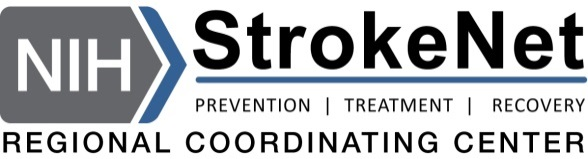 NIH StrokeNet
PREVENTION | TREATMENT | RECOVERY
REGIONAL COORDINATING CENTER